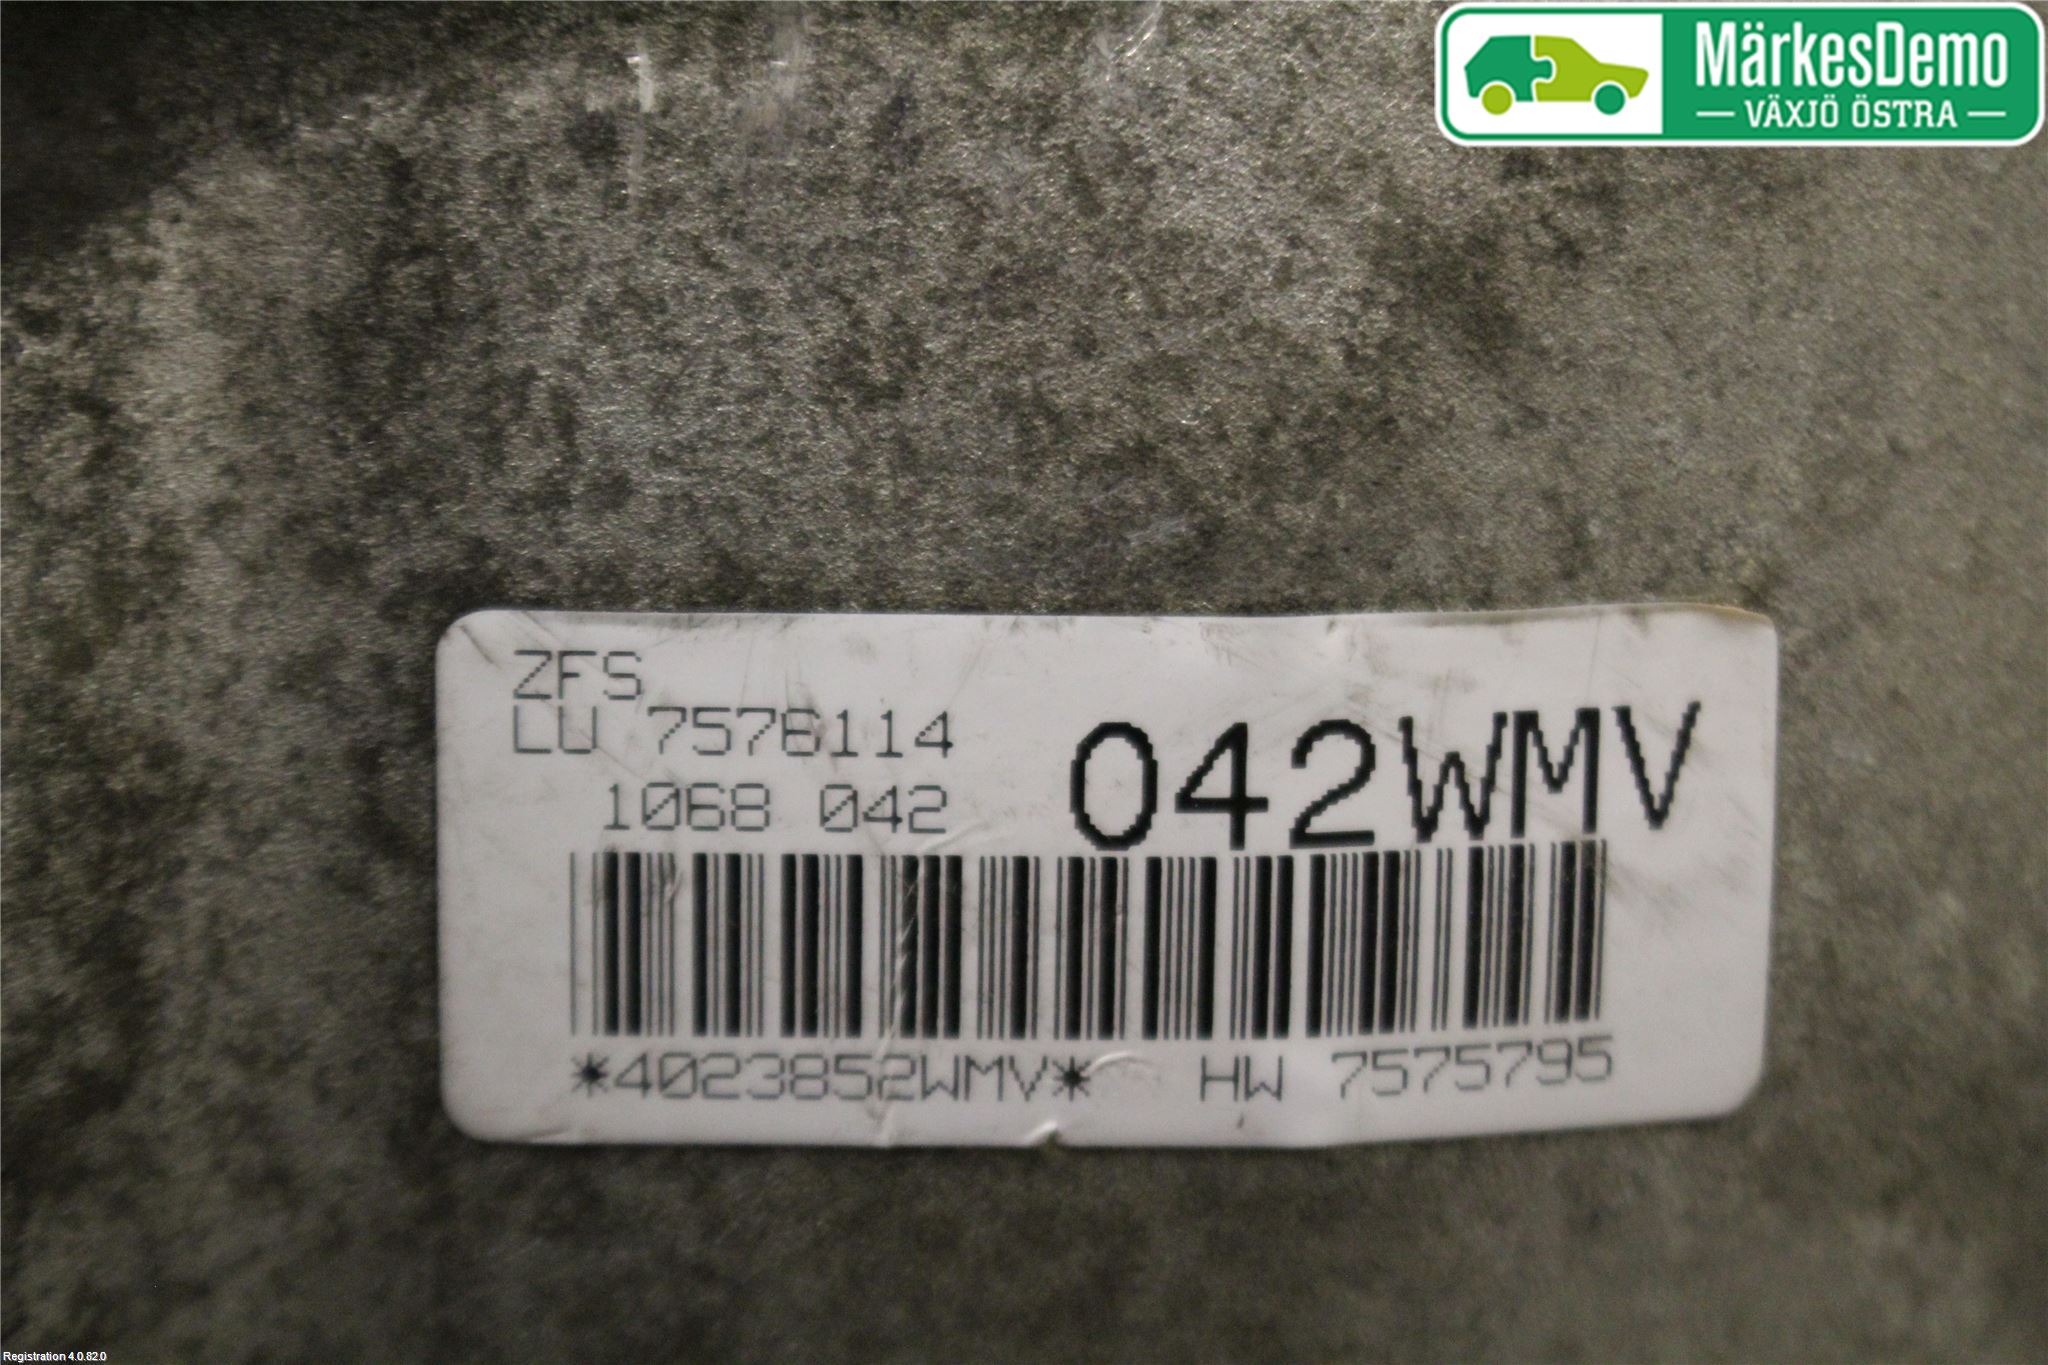 MärkesDemo
VÄXJÖ ÖSTRA
ZFS
LU 7576114
1068 042
042WMV
*4023852WMV* HW 7575795
Registration 4.0.82.0